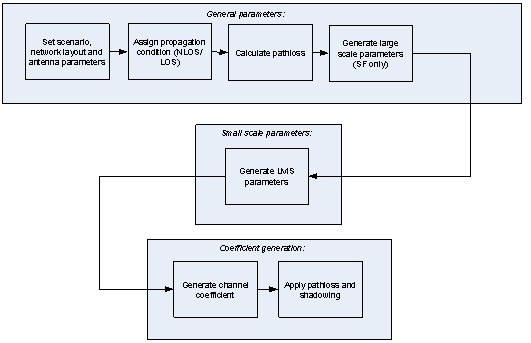 General parameters:
Set scenario,
network layout and
antenna parameters
Assign propagation
condition (NLOS/
LOS)
Calculate pathloss
Generate large
scale parameters
(SF only)
Small scale parameters:
Generate LMS
parameters
Coefficient generation:
Generate channel
coefficient
Apply pathloss and
shadowing